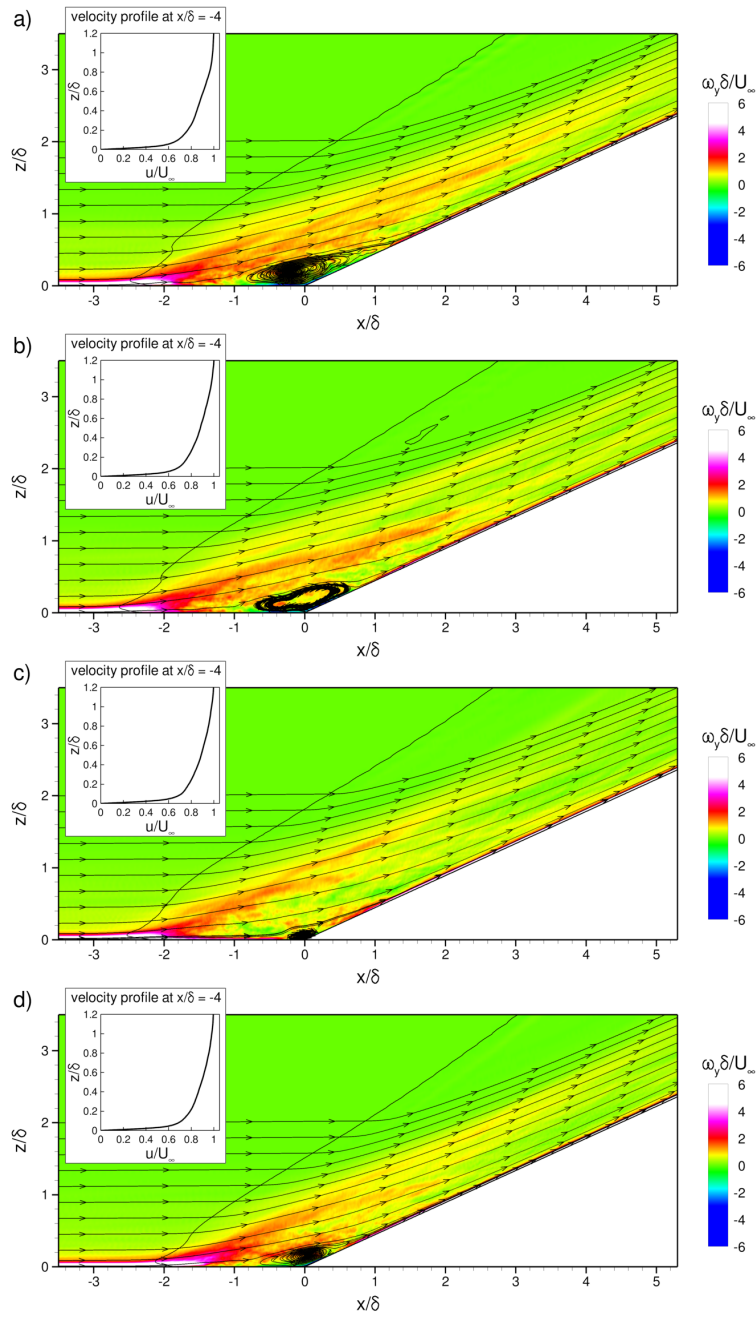 a)
velocity profile at x/δ = -4
z/δ
1.2
1
0.8
0.6
0.4
0.2
0
0 0.2 0.4 0.6 0.8 1
u/U∞
z/δ
3
2
1
0
-3 -2 -1 0 1 2 3 4 5
x/δ
ωyδ/U∞
6
4
2
0
-2
-4
-6
b)
velocity profile at x/δ = -4
z/δ
1.2
1
0.8
0.6
0.4
0.2
0
0 0.2 0.4 0.6 0.8 1
u/U∞
z/δ
3
2
1
0
-3 -2 -1 0 1 2 3 4 5
x/δ
ωyδ/U∞
6
4
2
0
-2
-4
-6
c)
velocity profile at x/δ = -4
z/δ
1.2
1
0.8
0.6
0.4
0.2
0
0 0.2 0.4 0.6 0.8 1
u/U∞
z/δ
3
2
1
0
-3 -2 -1 0 1 2 3 4 5
x/δ
ωyδ/U∞
6
4
2
0
-2
-4
-6
d)
velocity profile at x/δ = -4
z/δ
1.2
1
0.8
0.6
0.4
0.2
0
0 0.2 0.4 0.6 0.8 1
u/U∞
z/δ
3
2
1
0
-3 -2 -1 0 1 2 3 4 5
x/δ
ωyδ/U∞
6
4
2
0
-2
-4
-6